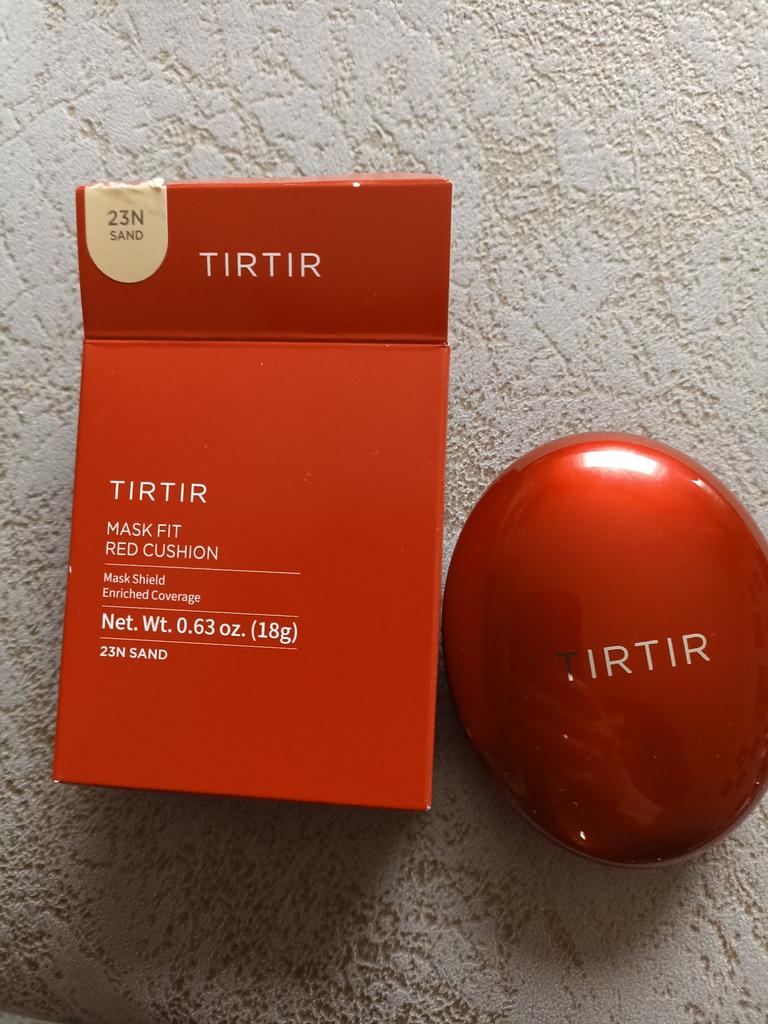 23N
SAND
TIRTIR
TIRTIR
MASK FIT
RED CUSHION
Mask Shield
Enriched Coverage
Net. Wt. 0.63 oz. (18g)
23N SAND
TIRTIR